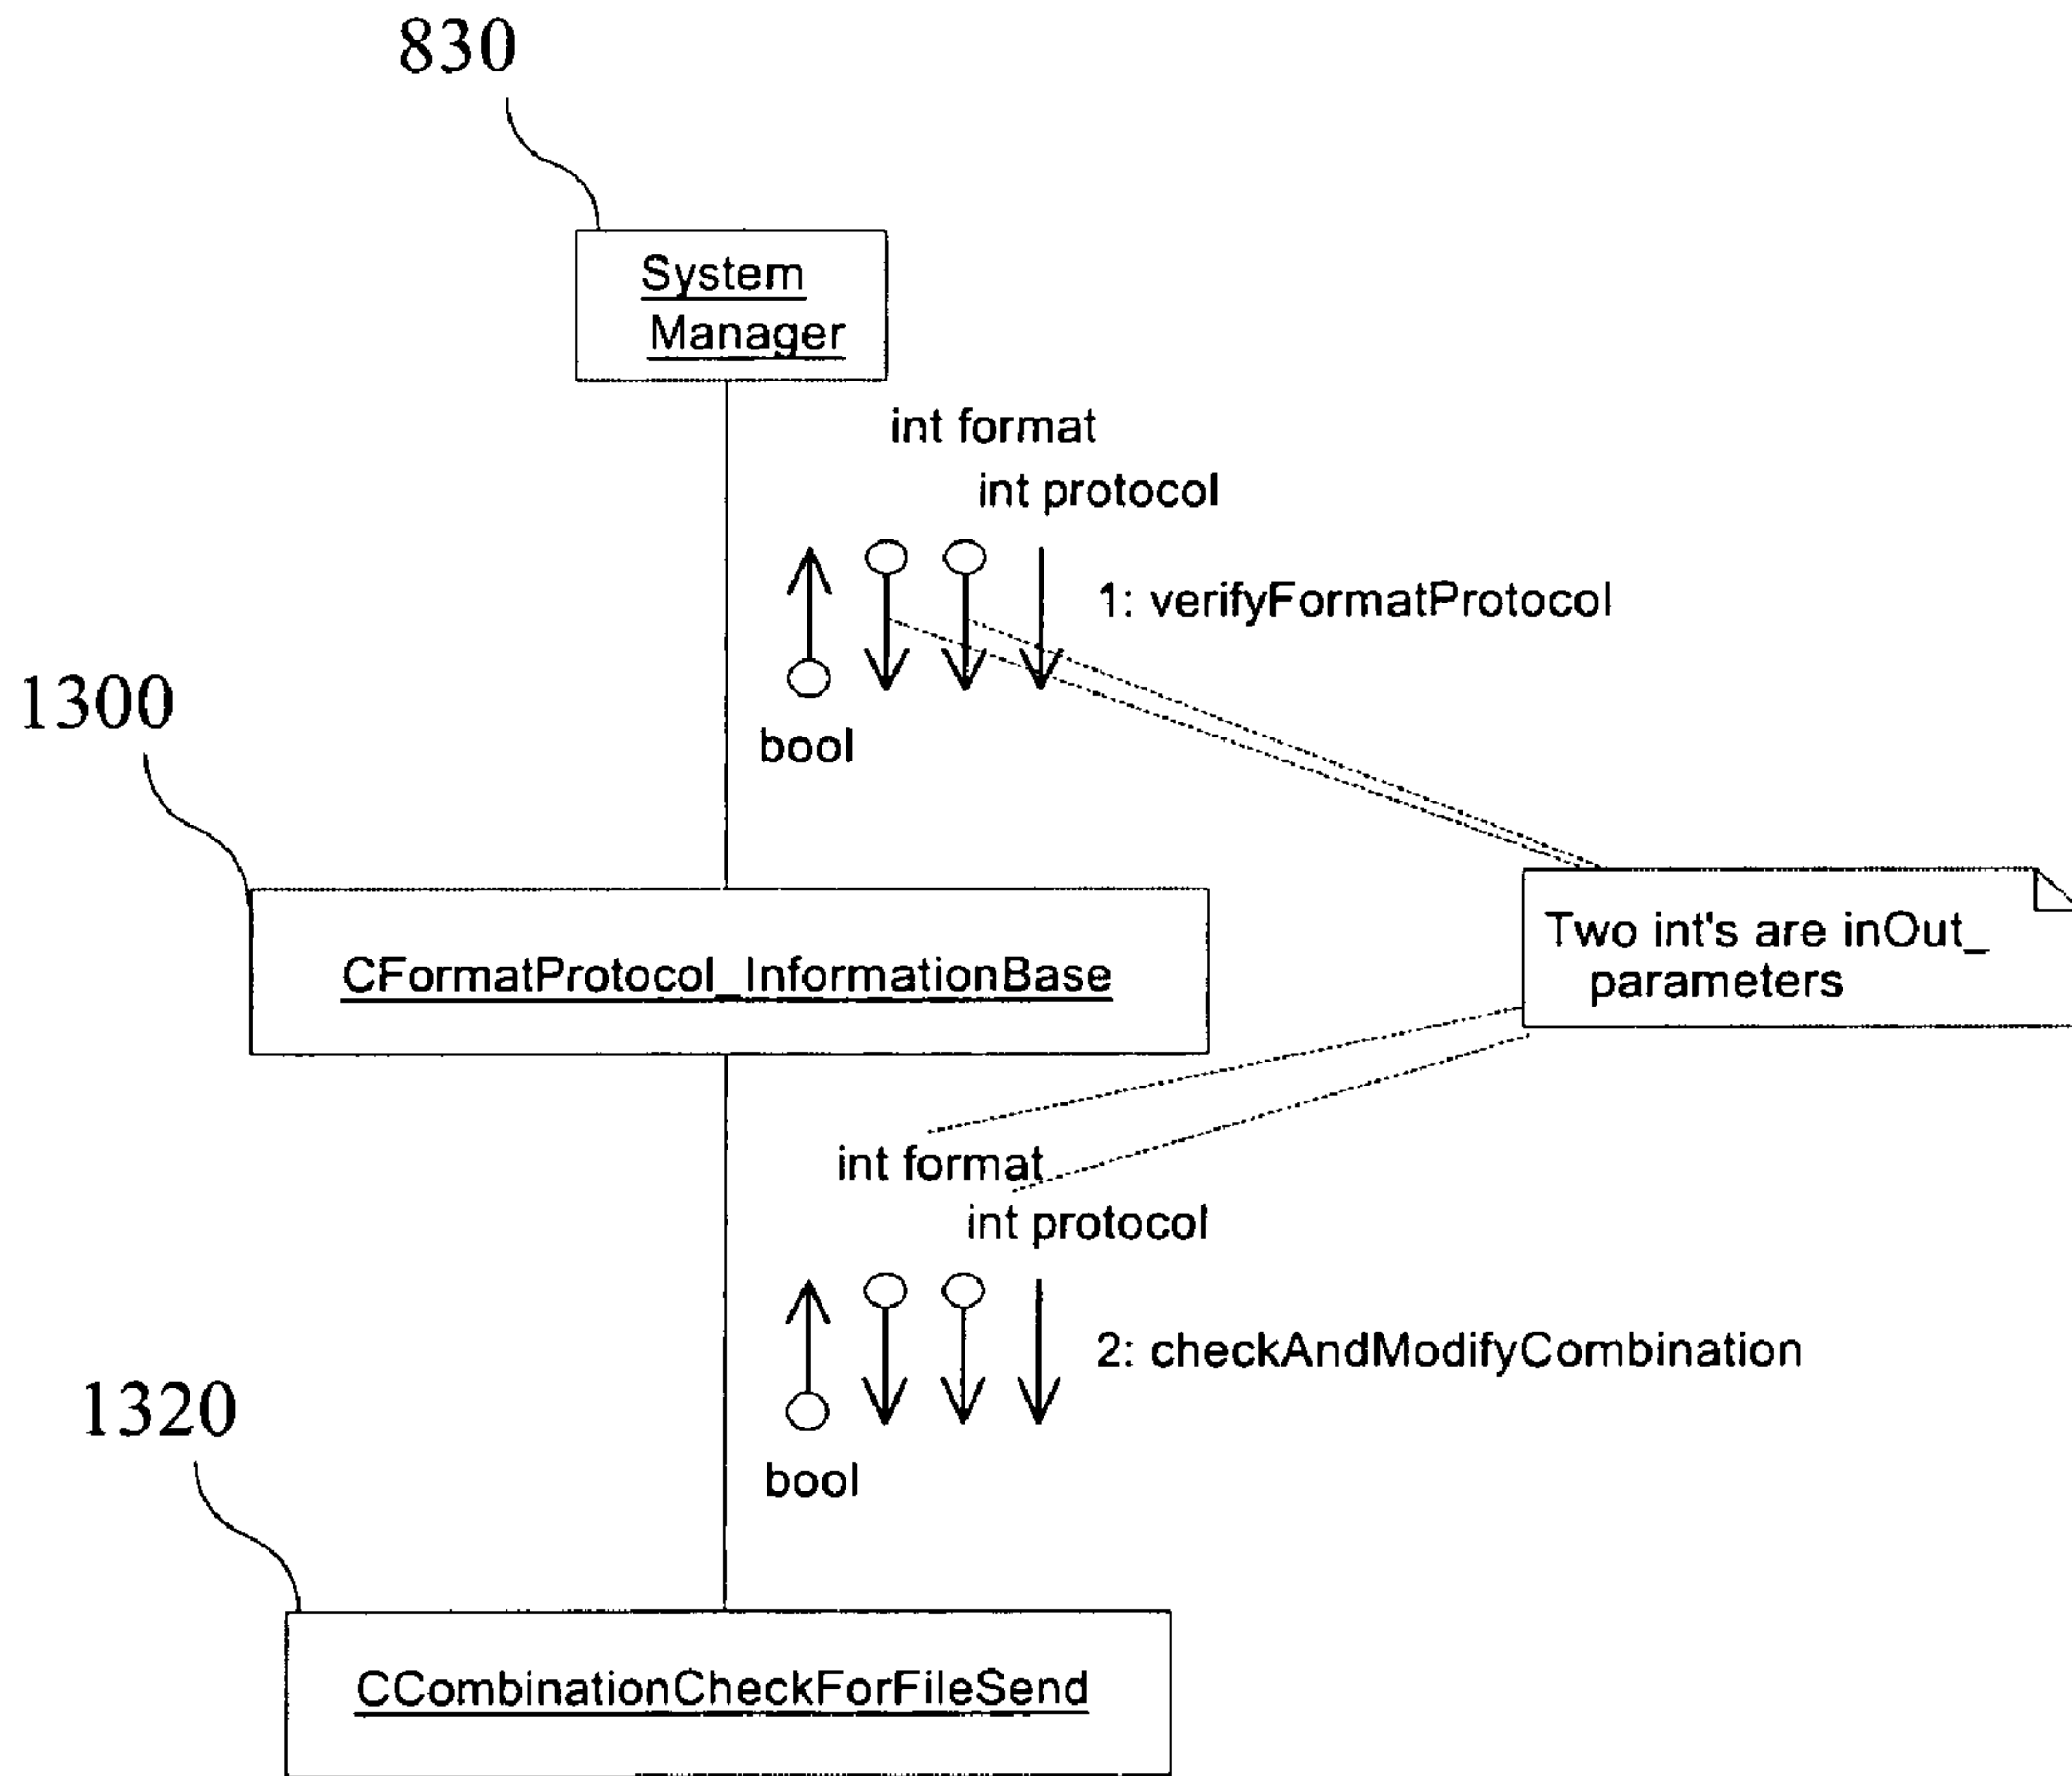 830
System
Manager
int format
int protocol
1: verifyFormatProtocol
bool
1300
CFormatProtocol_InformationBase
Two int's are inOut_
parameters
int format
int protocol
2: checkAndModifyCombination
bool
1320
CCombinationCheckForFileSend